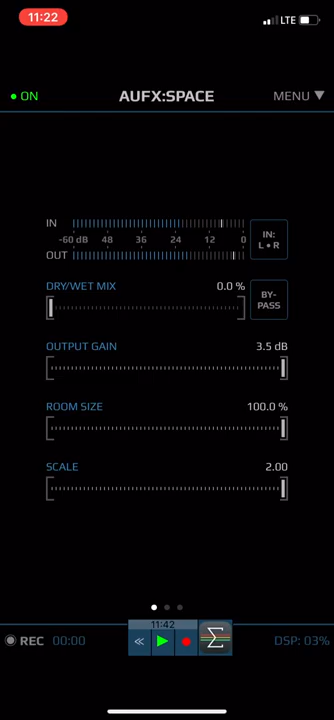 11:22
LTE
ON
AUFX:SPACE
MENU ▼
IN
-60 dB 48 36 24 12 0
OUT
IN:
L • R
DRY/WET MIX 0.0 %
BY-
PASS
OUTPUT GAIN 3.5 dB
ROOM SIZE 100.0 %
SCALE 2.00
11:42
REC 00:00
Σ
DSP: 03%